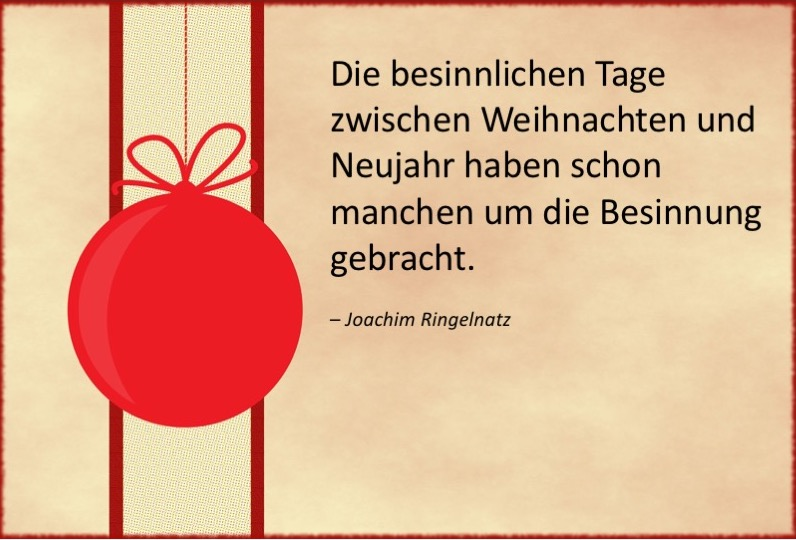 Die besinnlichen Tage
zwischen Weihnachten und
Neujahr haben schon
manchen um die Besinnung
gebracht.
– Joachim Ringelnatz